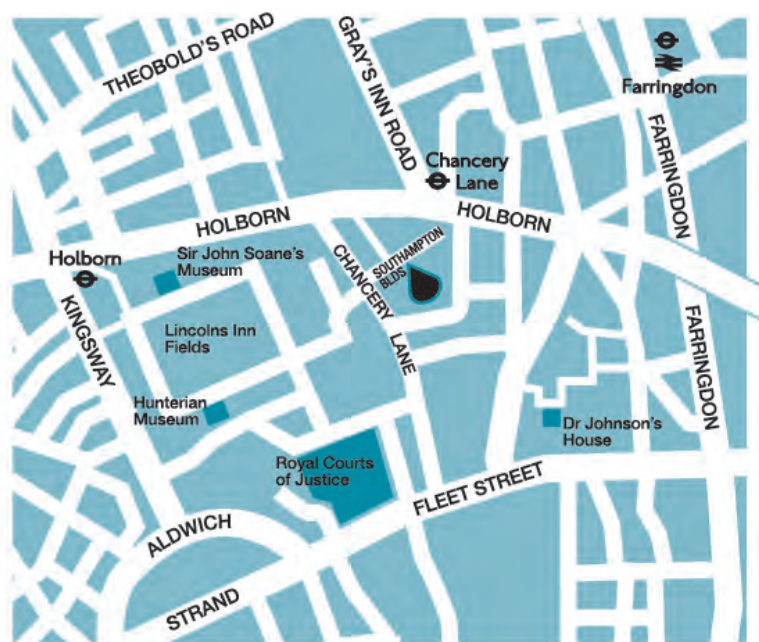 THEOBOLD'S ROAD
GRAY'S INN ROAD
Farringdon
FARRINGDON
Chancery
Lane
HOLBORN
HOLBORN
Holborn
Sir John Soane's
Museum
SOUTHAMPTON
BLDS
CHANCERY LANE
KINGSWAY
Lincolns Inn
Fields
FARRINGDON
Hunterian
Museum
Dr Johnson's
House
Royal Courts
of Justice
FLEET STREET
ALDWICH
STRAND